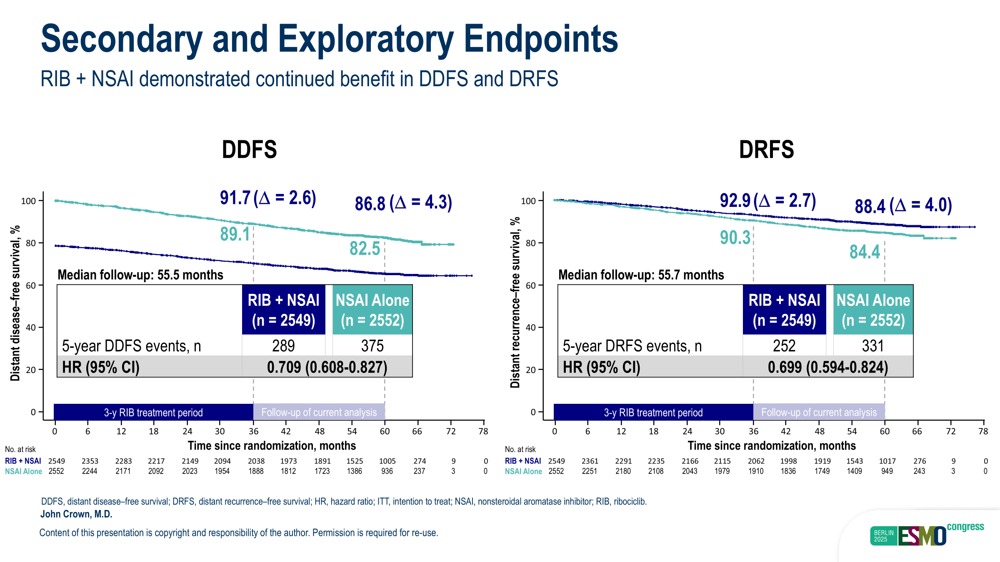 Secondary and Exploratory Endpoints
RIB + NSAI demonstrated continued benefit in DDFS and DRFS
DDFS
Distant disease–free survival, %
100
80
60
40
20
0
91.7 (Δ = 2.6)
86.8 (Δ = 4.3)
89.1
82.5
Median follow-up: 55.5 months
RIB + NSAI (n = 2549)
NSAI Alone (n = 2552)
5-year DDFS events, n 289 375
HR (95% CI) 0.709 (0.608-0.827)
3-y RIB treatment period Follow-up of current analysis
0 6 12 18 24 30 36 42 48 54 60 66 72 78
Time since randomization, months
No. at risk
RIB + NSAI 2549 2353 2283 2217 2149 2094 2038 1973 1891 1525 1005 274 9 0
NSAI Alone 2552 2244 2171 2092 2023 1954 1888 1812 1723 1386 936 237 3 0
DRFS
Distant recurrence–free survival, %
100
80
60
40
20
0
92.9 (Δ = 2.7)
88.4 (Δ = 4.0)
90.3
84.4
Median follow-up: 55.7 months
RIB + NSAI (n = 2549)
NSAI Alone (n = 2552)
5-year DRFS events, n 252 331
HR (95% CI) 0.699 (0.594-0.824)
3-y RIB treatment period Follow-up of current analysis
0 6 12 18 24 30 36 42 48 54 60 66 72 78
Time since randomization, months
No. at risk
RIB + NSAI 2549 2361 2291 2235 2166 2115 2062 1998 1919 1543 1017 276 9 0
NSAI Alone 2552 2251 2180 2108 2043 1979 1910 1836 1749 1409 949 243 3 0
DDFS, distant disease–free survival; DRFS, distant recurrence–free survival; HR, hazard ratio; ITT, intention to treat; NSAI, nonsteroidal aromatase inhibitor; RIB, ribociclib.
John Crown, M.D.
Content of this presentation is copyright and responsibility of the author. Permission is required for re-use.
BERLIN
2025
ESMO congress